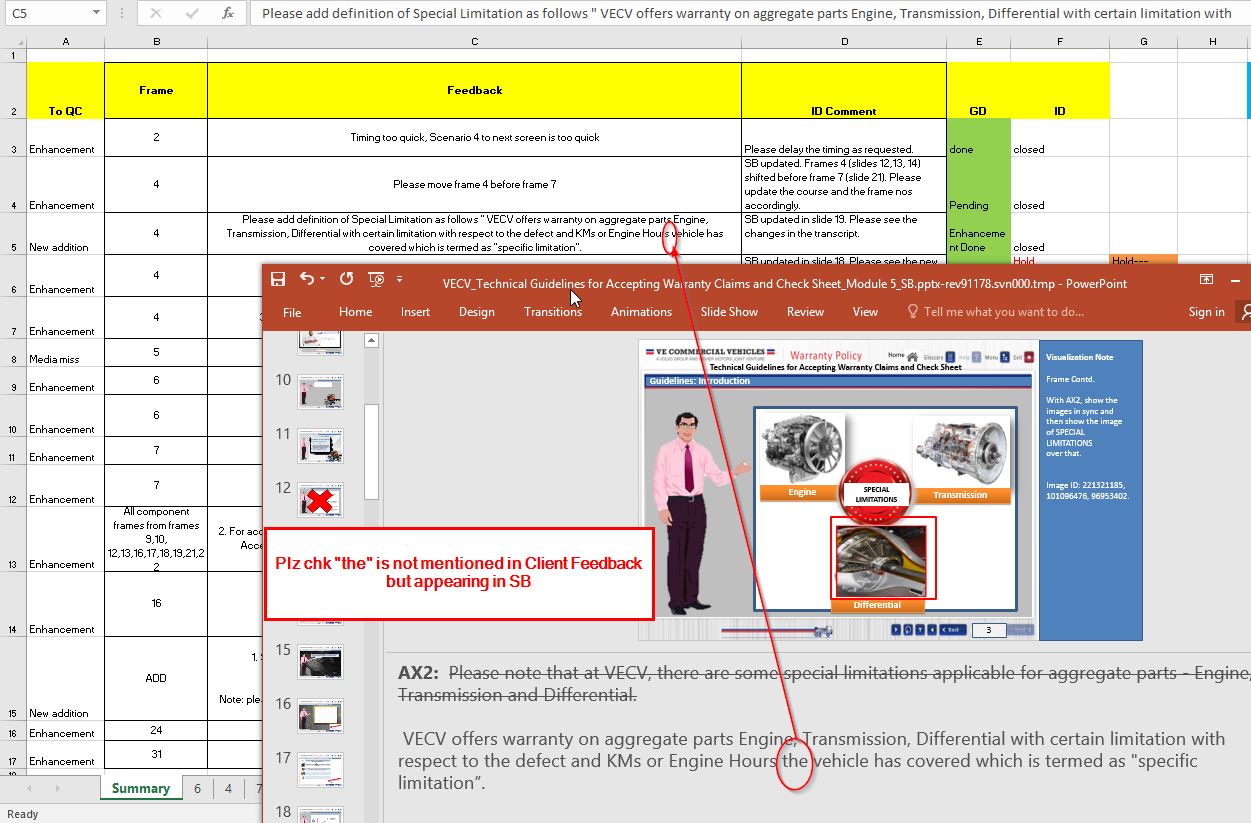 C5
fx
Please add definition of Special Limitation as follows " VECV offers warranty on aggregate parts Engine, Transmission, Differential with certain limitation with
A B C D E F G H
1
2 To QC Frame Feedback ID Comment GD ID
3 Enhancement 2 Timing too quick, Scenario 4 to next screen is too quick Please delay the timing as requested. done closed
SB updated. Frames 4 (slides 12,13, 14)
shifted before frame 7 (slide 21). Please
update the course and the frame nos
4 Enhancement 4 Please move frame 4 before frame 7 accordingly. Pending closed
Please add definition of Special Limitation as follows " VECV offers warranty on aggregate parts Engine,
Transmission, Differential with certain limitation with respect to the defect and KMs or Engine Hours vehicle has
covered which is termed as "specific limitation".
SB updated in slide 19. Please see the
changes in the transcript.
5 New addition 4 Enhanceme
nt Done closed
SB updated in slide 18. Please see the new
Hold Hold---
6 Enhancement 4
7 Enhancement 4
8 Media miss 5
9 Enhancement 6
10 Enhancement 6
11 Enhancement 7
12 Enhancement 7
All component
frames from frames
9,10,
12,13,16,17,18,19,21,2
2
13 Enhancement
2. For acc
Acce
14 Enhancement 16
15 New addition ADD
1.
Note: ple
16 Enhancement 24
17 Enhancement 31
Summary 6 4 7
Ready
VECV_Technical Guidelines for Accepting Warranty Claims and Check Sheet_Module 5_SB.pptx-rev91178.svn000.tmp - PowerPoint
File Home Insert Design Transitions Animations Slide Show Review View Tell me what you want to do... Sign in
10
11
12
15
16
17
18
VE COMMERCIAL VEHICLES
A VOLVO GROUP AND EICHER MOTORS JOINT VENTURE
Warranty Policy
Home Glossary Help Menu Exit
Technical Guidelines for Accepting Warranty Claims and Check Sheet
Guidelines: Introduction
Engine
SPECIAL
LIMITATIONS
Transmission
Differential
Back 3 Next
Visualization Note
Frame Contd.
With AX2, show the
images in sync and
then show the image
of SPECIAL
LIMITATIONS
over that.
Image ID: 221321185,
101096476, 96953402.
Plz chk "the" is not mentioned in Client Feedback
but appearing in SB
AX2: Please note that at VECV, there are some special limitations applicable for aggregate parts - Engine,
Transmission and Differential.
VECV offers warranty on aggregate parts Engine, Transmission, Differential with certain limitation with
respect to the defect and KMs or Engine Hours the vehicle has covered which is termed as "specific
limitation”.